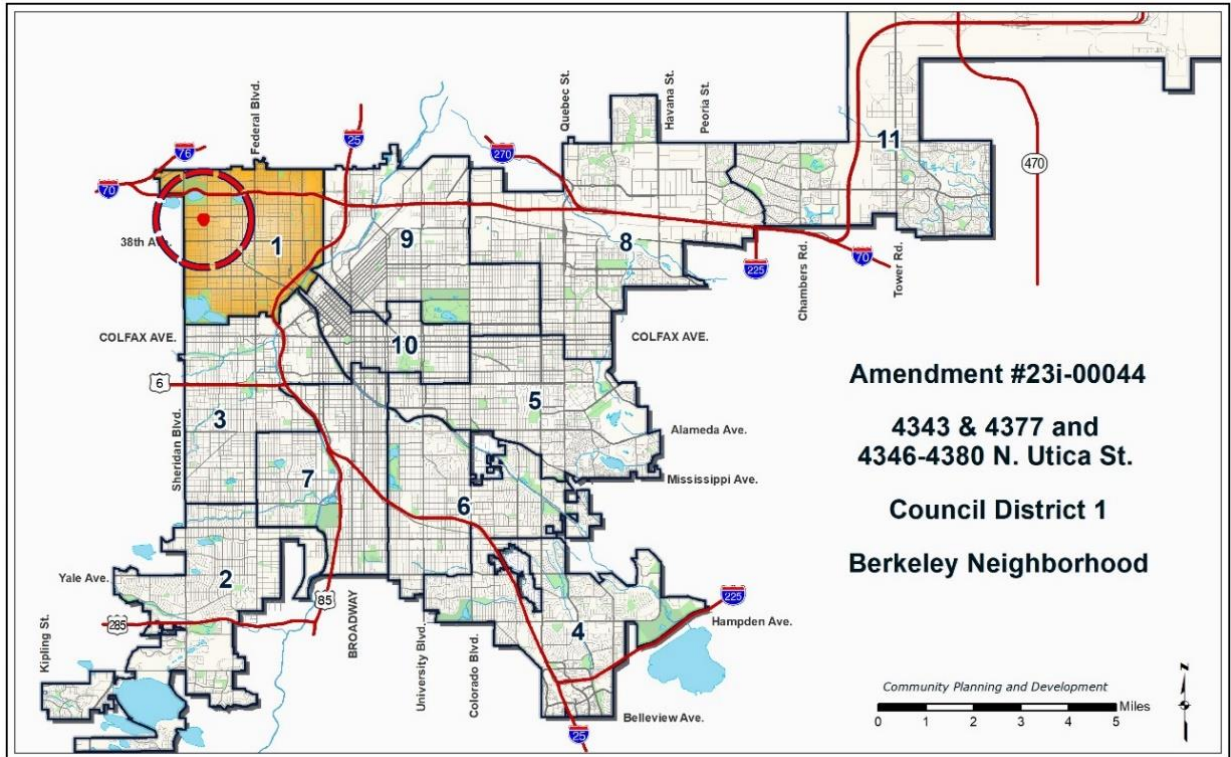 Federal Blvd.
Quebec St.
Havana St.
Peoria St.
76
25
270
11
70
470
38th Ave.
1
9
8
225
70
Chambers Rd.
Tower Rd.
COLFAX AVE.
10
COLFAX AVE.
6
Amendment #23i-00044
3
5
Sheridan Blvd.
Alameda Ave.
4343 & 4377 and
4346-4380 N. Utica St.
7
Mississippi Ave.
6
Council District 1
Yale Ave.
2
Berkeley Neighborhood
85
225
285
BROADWAY
4
Hampden Ave.
Kipling St.
University Blvd.
Colorado Blvd.
Community Planning and Development
Miles
0 1 2 3 4 5
Belleview Ave.
25
N